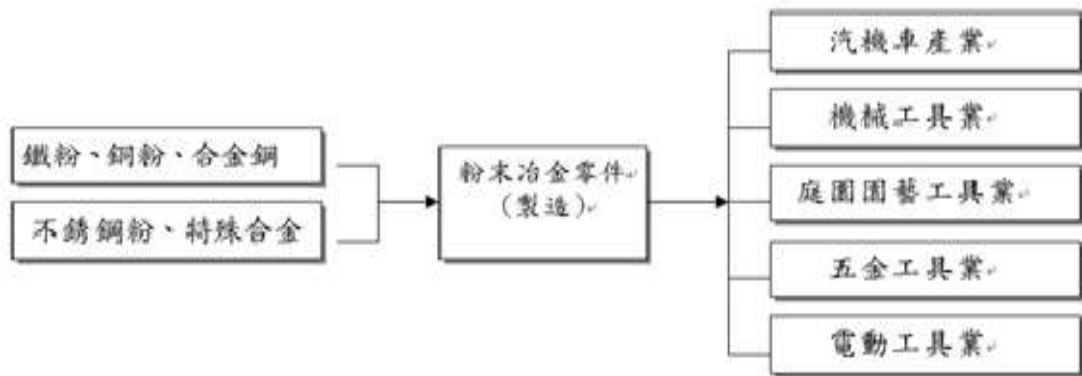 鐵粉、銅粉、合金鋼
不銹鋼粉、特殊合金
粉末冶金零件
(製造)
汽機車產業
機械工具業
庭園園藝工具業
五金工具業
電動工具業